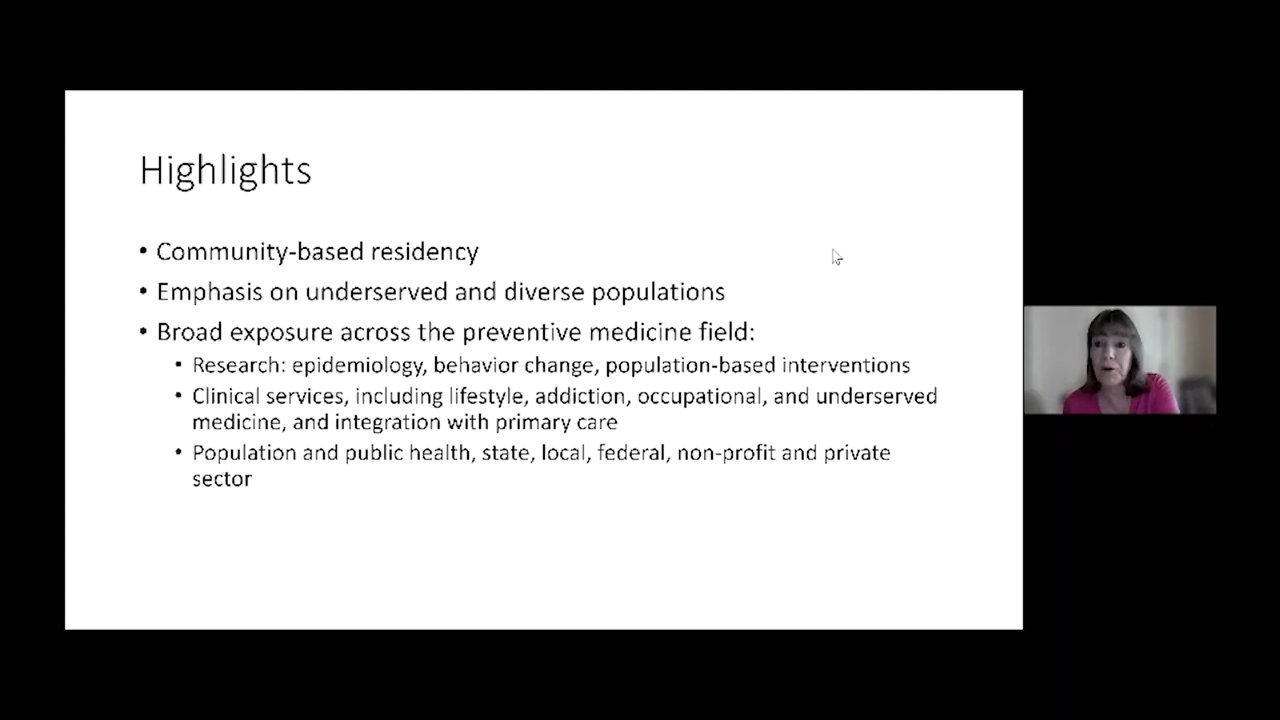 Highlights
• Community-based residency
• Emphasis on underserved and diverse populations
• Broad exposure across the preventive medicine field:
• Research: epidemiology, behavior change, population-based interventions
• Clinical services, including lifestyle, addiction, occupational, and underserved
medicine, and integration with primary care
• Population and public health, state, local, federal, non-profit and private
sector